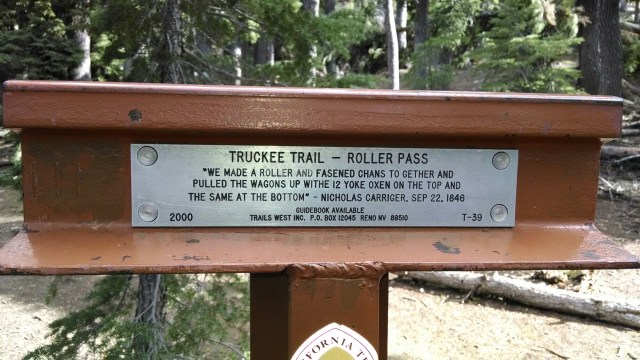 TRUCKEE TRAIL – ROLLER PASS
"WE MADE A ROLLER AND FASENED CHANS TO GETHER AND
PULLED THE WAGONS UP WITHE 12 YOKE OXEN ON THE TOP AND
THE SAME AT THE BOTTOM" - NICHOLAS CARRIGER, SEP 22, 1846
GUIDEBOOK AVAILABLE
2000 TRAILS WEST INC. P.O. BOX 12045 RENO NV 89510 T-39
CALIFORNIA T